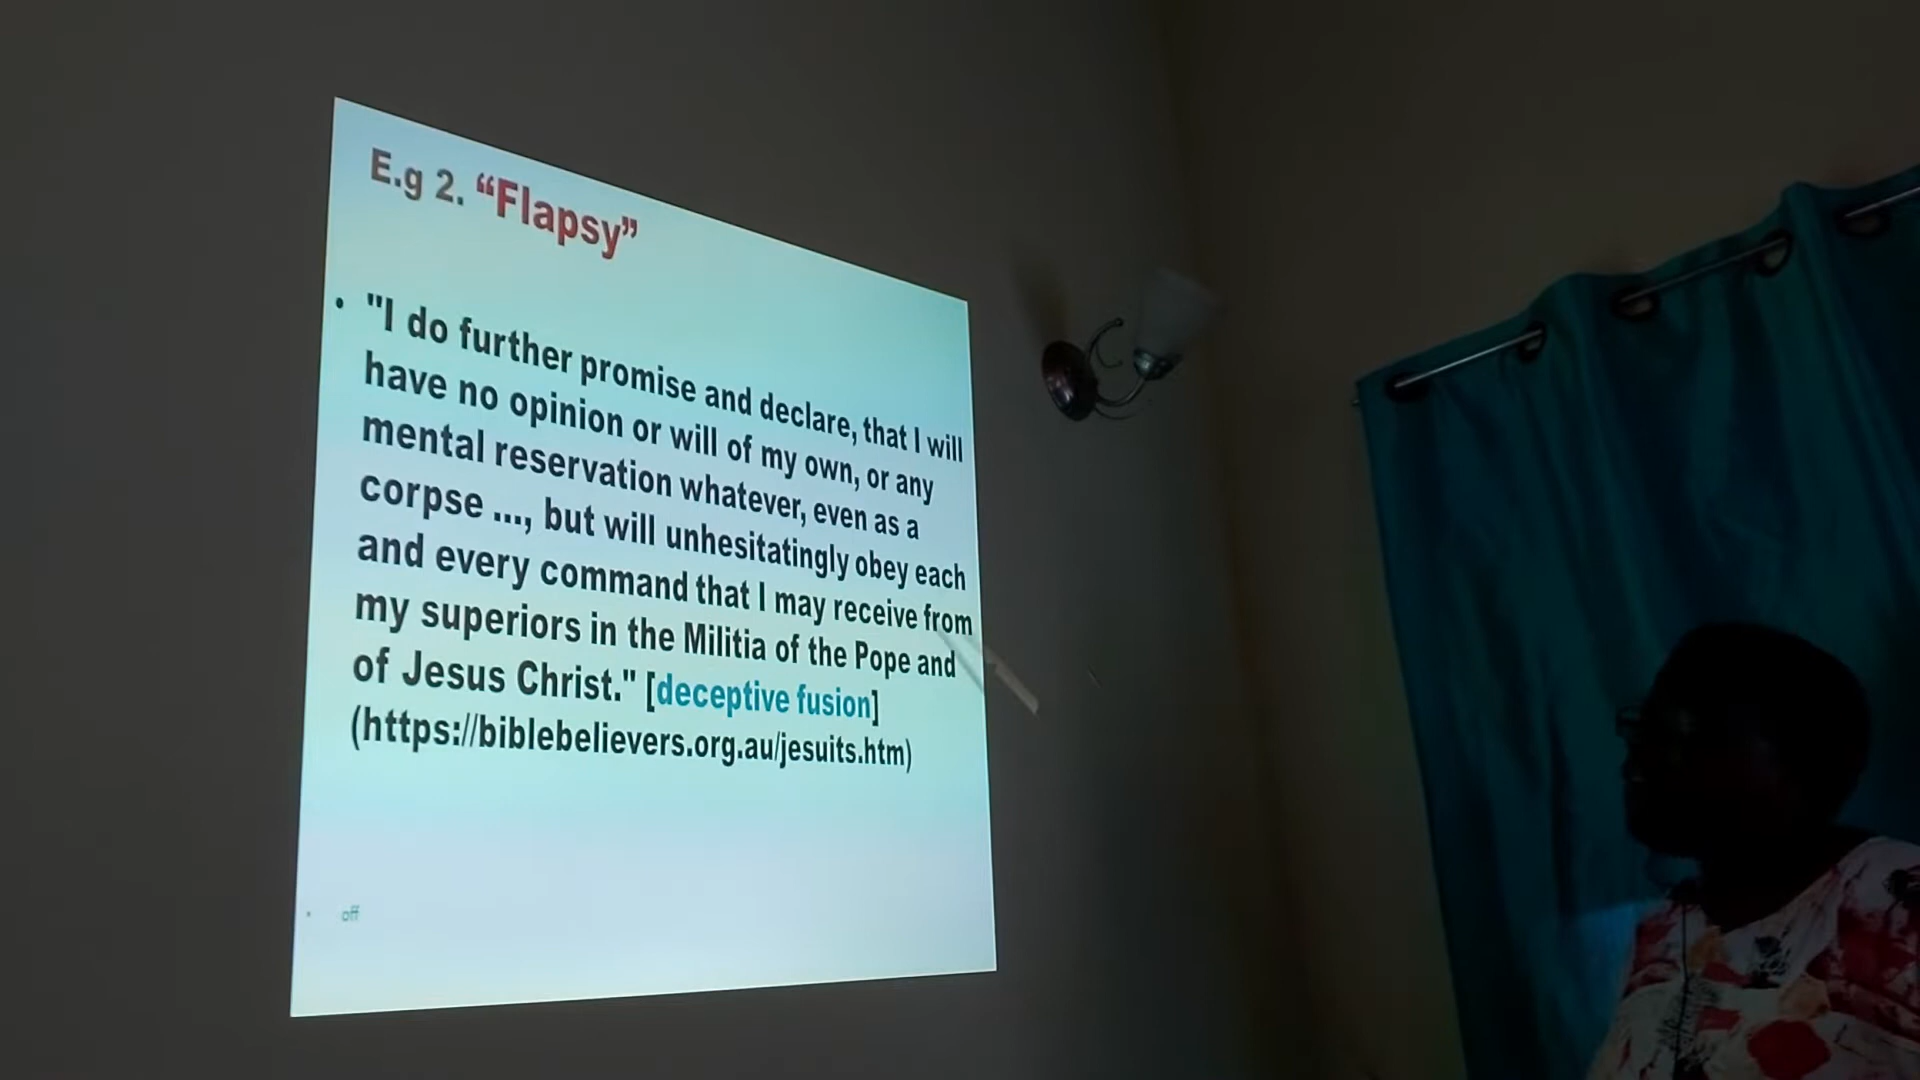 E.g 2. “Flapsy”
• "I do further promise and declare, that I will
have no opinion or will of my own, or any
mental reservation whatever, even as a
corpse ..., but will unhesitatingly obey each
and every command that I may receive from
my superiors in the Militia of the Pope and
of Jesus Christ." [deceptive fusion]
(https://biblebelievers.org.au/jesuits.htm)
• off